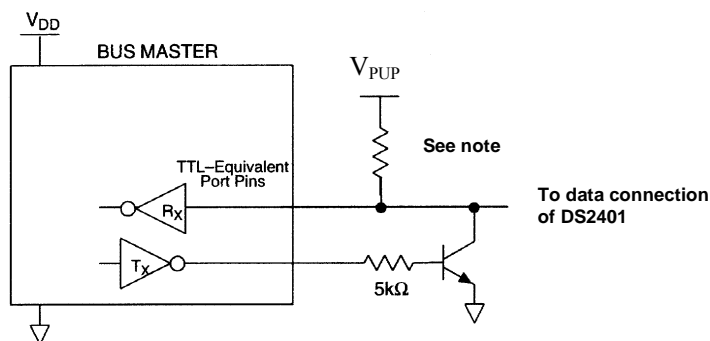 VDD
BUS MASTER
VPUP
See note
TTL–Equivalent
Port Pins
RX
To data connection
of DS2401
TX
5kΩ